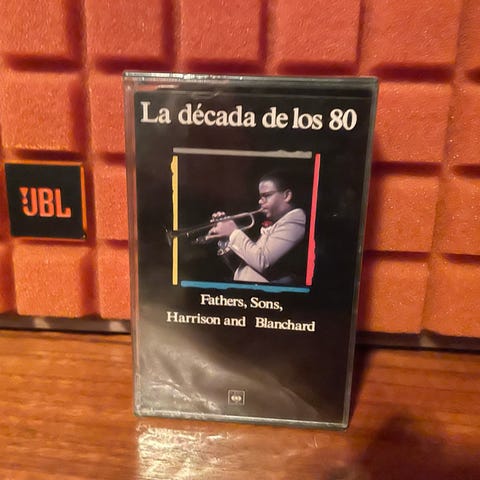 La década de los 80
JBL
Fathers, Sons,
Harrison and Blanchard